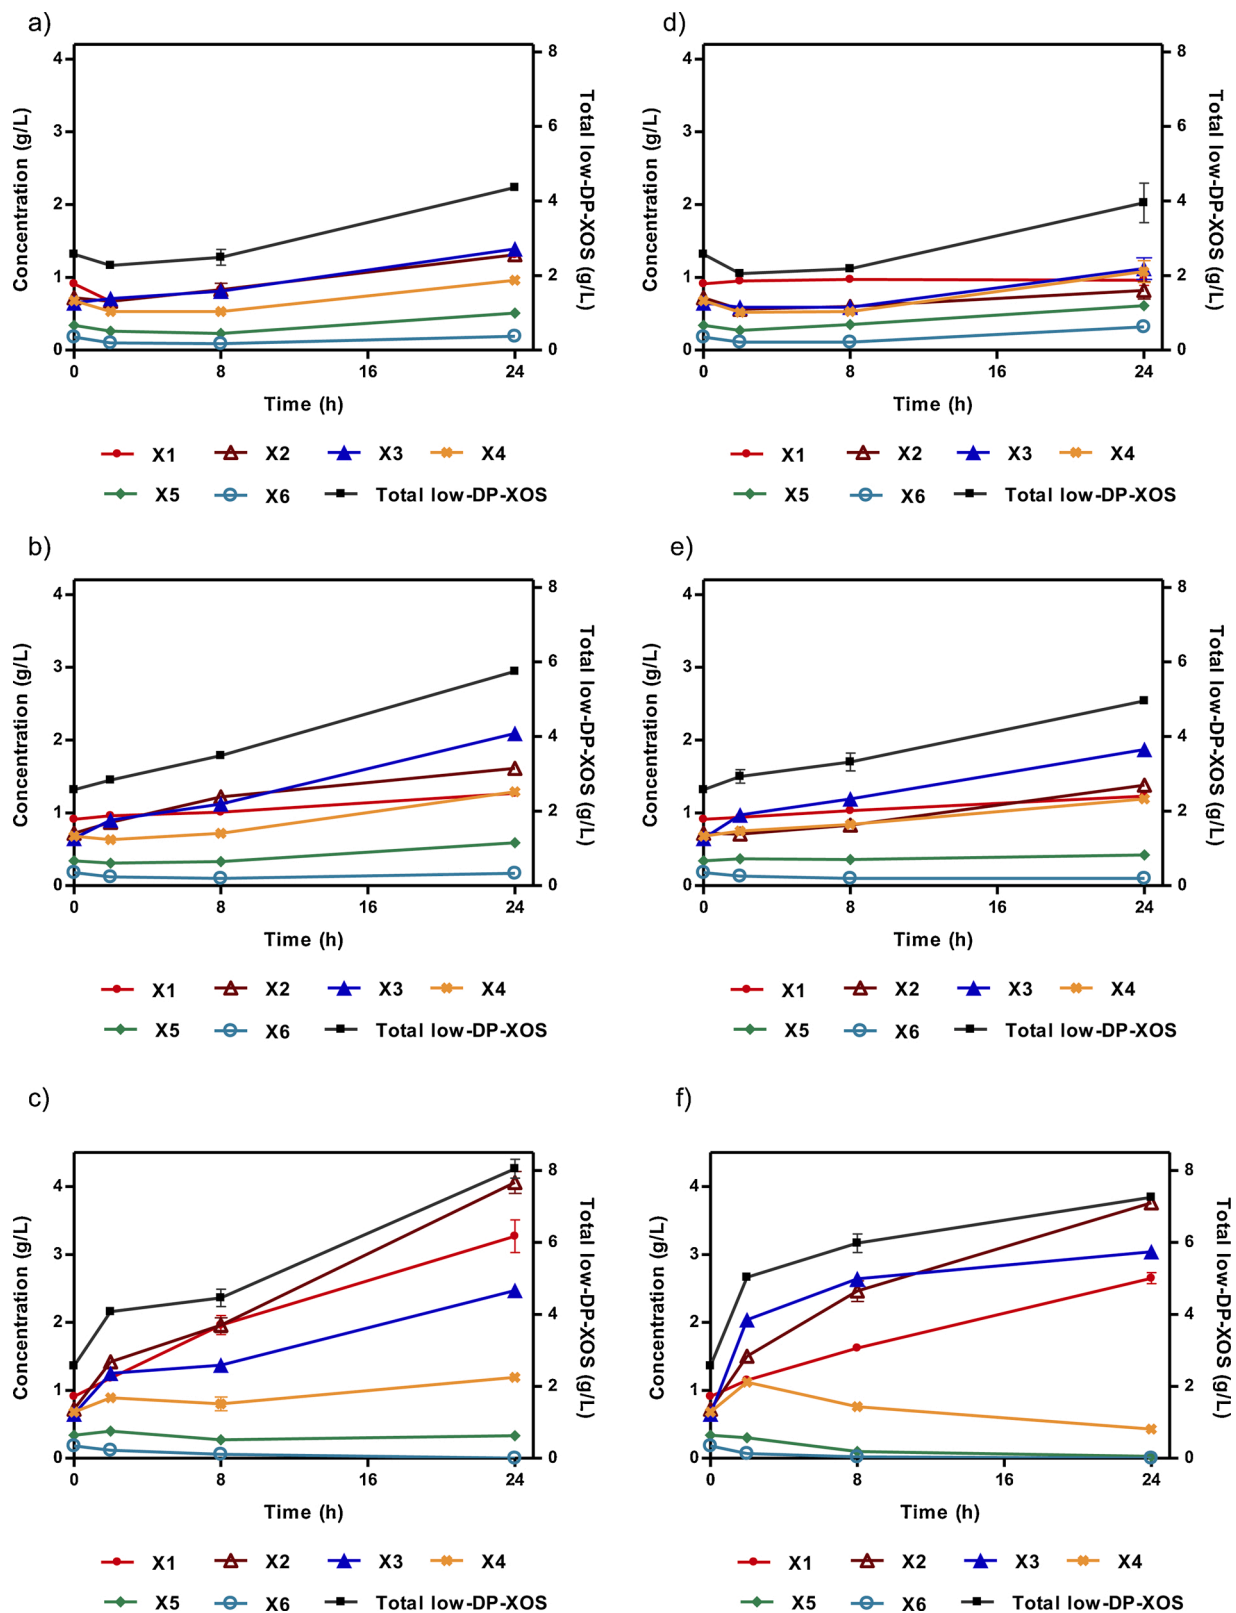 a)
Concentration (g/L)
4
3
2
1
0
8
6
4
2
0
Total low-DP-XOS (g/L)
0 8 16 24
Time (h)
X1 X2 X3 X4
X5 X6 Total low-DP-XOS
d)
Concentration (g/L)
4
3
2
1
0
8
6
4
2
0
Total low-DP-XOS (g/L)
0 8 16 24
Time (h)
X1 X2 X3 X4
X5 X6 Total low-DP-XOS
b)
Concentration (g/L)
4
3
2
1
0
8
6
4
2
0
Total low-DP-XOS (g/L)
0 8 16 24
Time (h)
X1 X2 X3 X4
X5 X6 Total low-DP-XOS
e)
Concentration (g/L)
4
3
2
1
0
8
6
4
2
0
Total low-DP-XOS (g/L)
0 8 16 24
Time (h)
X1 X2 X3 X4
X5 X6 Total low-DP-XOS
c)
Concentration (g/L)
4
3
2
1
0
8
6
4
2
0
Total low-DP-XOS (g/L)
0 8 16 24
Time (h)
X1 X2 X3 X4
X5 X6 Total low-DP-XOS
f)
Concentration (g/L)
4
3
2
1
0
8
6
4
2
0
Total low-DP-XOS (g/L)
0 8 16 24
Time (h)
X1 X2 X3 X4
X5 X6 Total low-DP-XOS